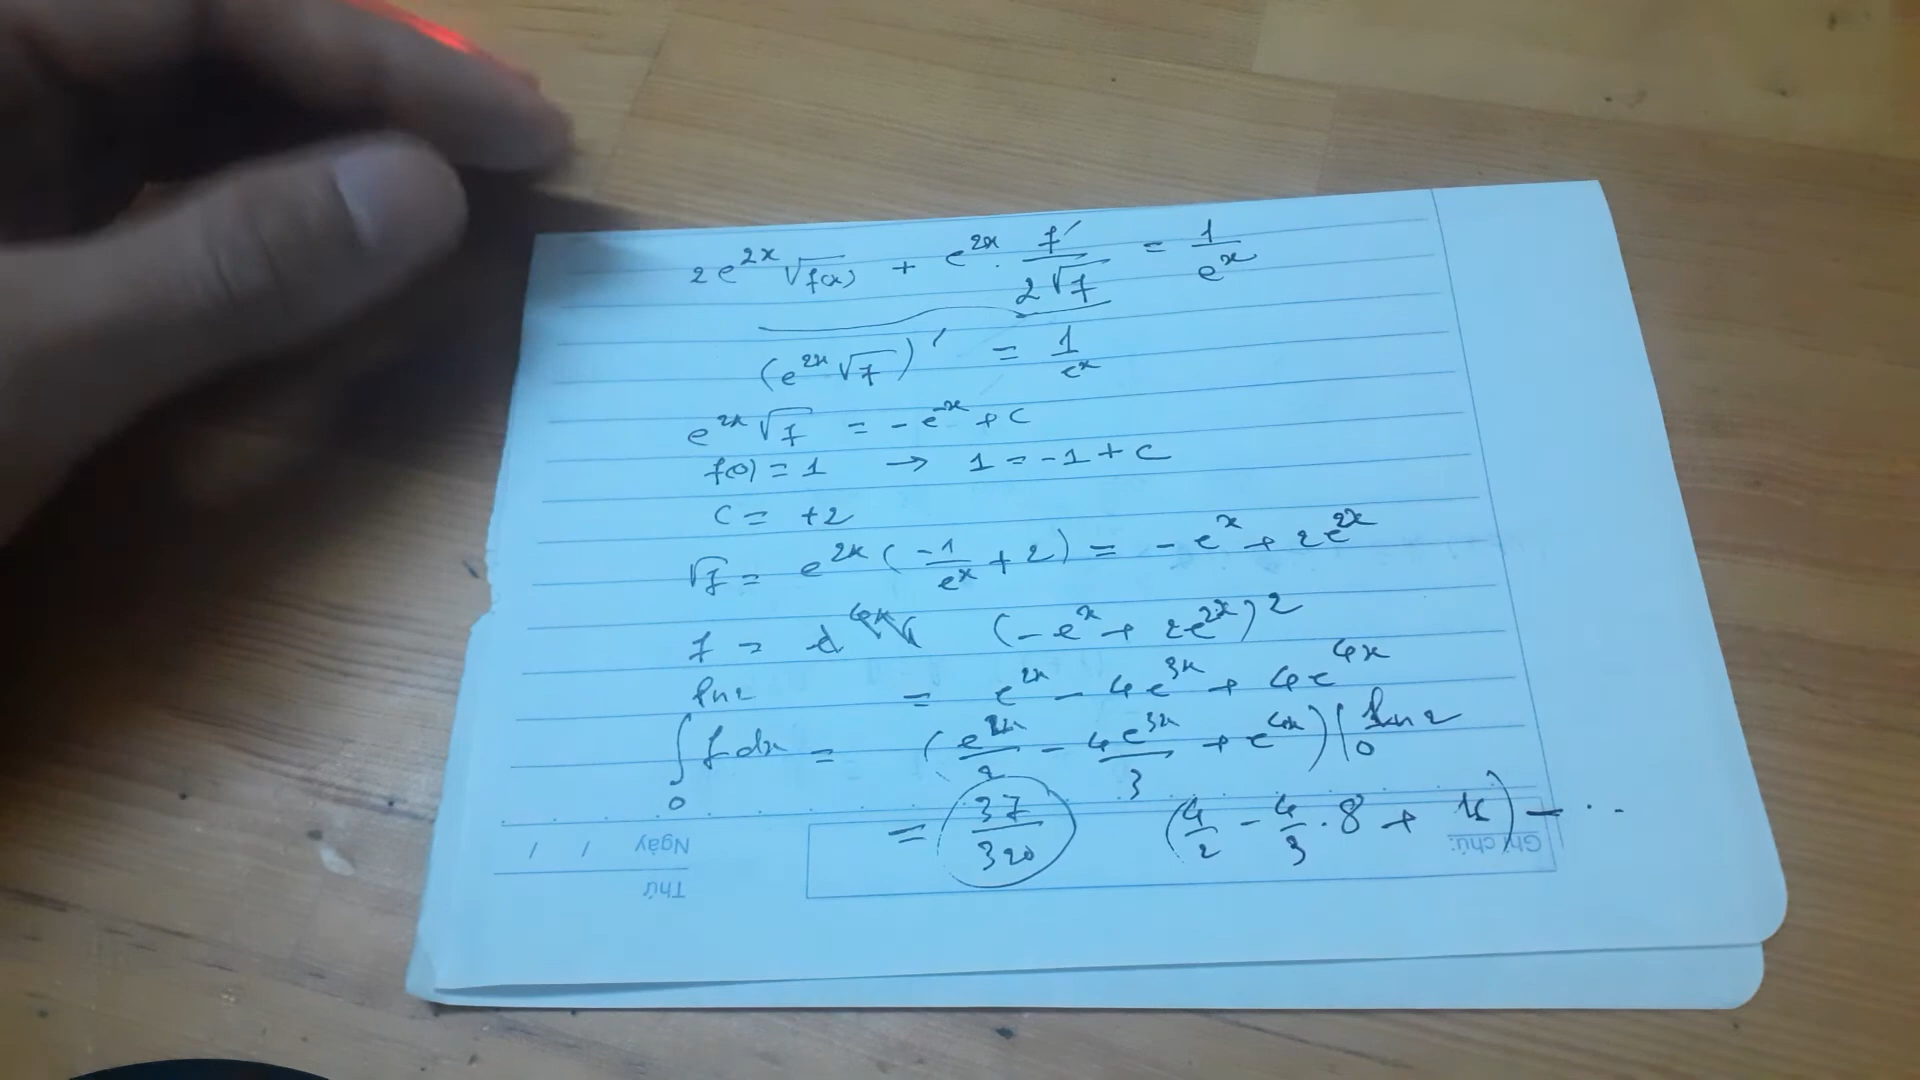 2e^{2x}√f(x) + e^{2x} . f'/2√f = 1/e^x
(e^{2x}√f)' = 1/e^x
e^{2x}√f = -e^{-x} + C
f(0) = 1 → 1 = -1 + C
C = +2
√f = e^{2x}(-1/e^x + 2) = -e^x + 2e^{2x}
f = (-e^x + 2e^{2x})^2
= e^{2x} - 4e^{3x} + 4e^{4x}
∫_0^{ln2} f dx = (e^{2x}/2 - 4e^{3x}/3 + e^{4x})|_0^{ln2}
= 37/320 (4/2 - 4/3 . 8 + 16) - ...
Ghi chú:
Ngày / /
Thứ